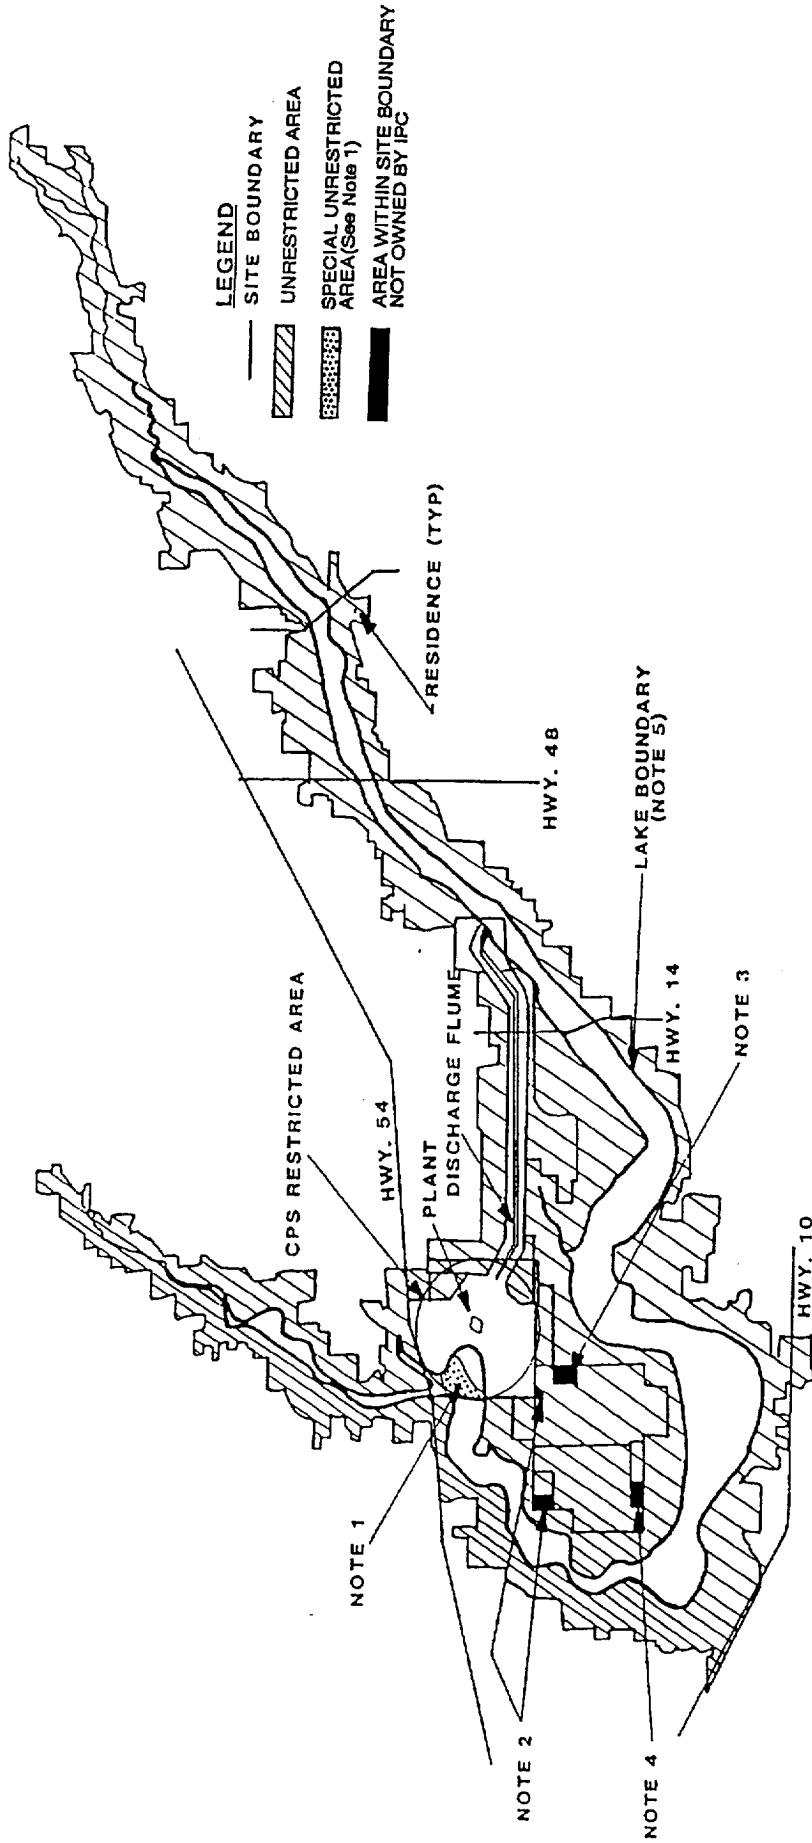 LEGEND
SITE BOUNDARY
UNRESTRICTED AREA
SPECIAL UNRESTRICTED
AREA(See Note 1)
AREA WITHIN SITE BOUNDARY
NOT OWNED BY IPC
RESIDENCE (TYP)
HWY. 48
LAKE BOUNDARY
(NOTE 5)
CPS RESTRICTED AREA
HWY. 54
PLANT
DISCHARGE FLUME
HWY. 14
NOTE 3
HWY. 10
NOTE 1
NOTE 2
NOTE 4